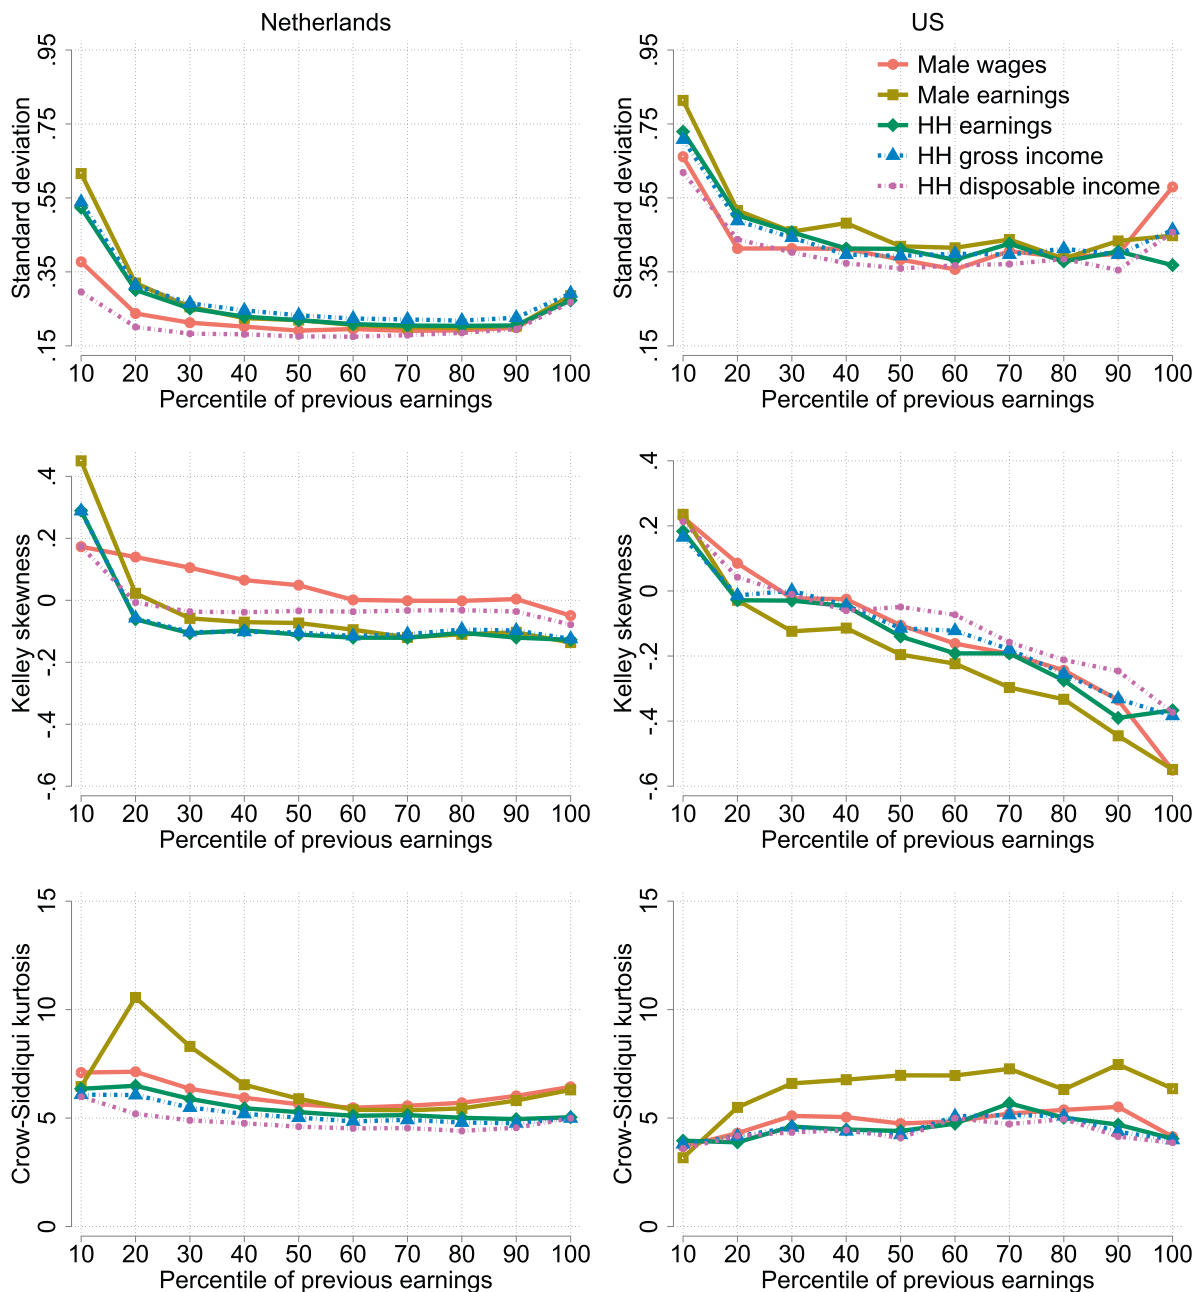 Netherlands
Standard deviation
.95
.75
.55
.35
.15
10 20 30 40 50 60 70 80 90 100
Percentile of previous earnings
US
Male wages
Male earnings
HH earnings
HH gross income
HH disposable income
Standard deviation
.95
.75
.55
.35
.15
10 20 30 40 50 60 70 80 90 100
Percentile of previous earnings
Kelley skewness
.4
.2
0
-.2
-.4
-.6
10 20 30 40 50 60 70 80 90 100
Percentile of previous earnings
Kelley skewness
.4
.2
0
-.2
-.4
-.6
10 20 30 40 50 60 70 80 90 100
Percentile of previous earnings
Crow-Siddiqui kurtosis
15
10
5
0
10 20 30 40 50 60 70 80 90 100
Percentile of previous earnings
Crow-Siddiqui kurtosis
15
10
5
0
10 20 30 40 50 60 70 80 90 100
Percentile of previous earnings